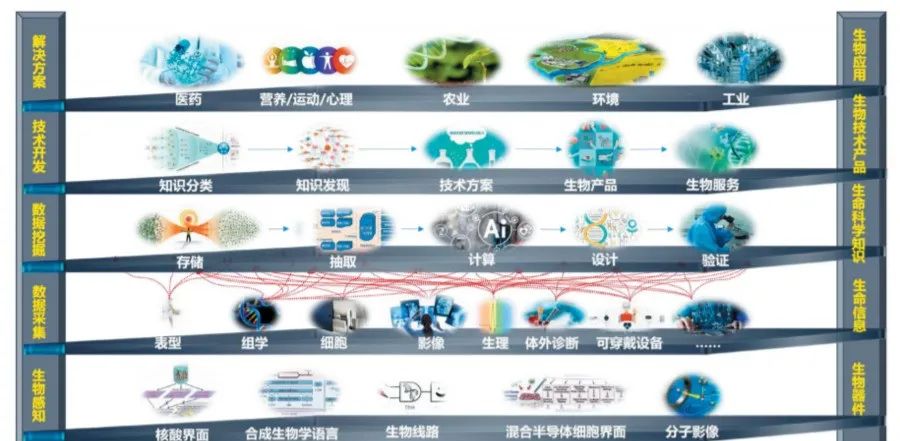 解决方案
医药
营养/运动/心理
农业
环境
工业
生物应用
技术开发
知识分类
知识发现
技术方案
生物产品
生物服务
生物技术产品
数据挖掘
存储
抽取
Ai
计算
设计
验证
生命科学知识
数据采集
表型
组学
细胞
影像
生理
体外诊断
可穿戴设备
……
生命信息
生物感知
核酸界面
合成生物学语言
生物线路
混合半导体细胞界面
分子影像
生物器件